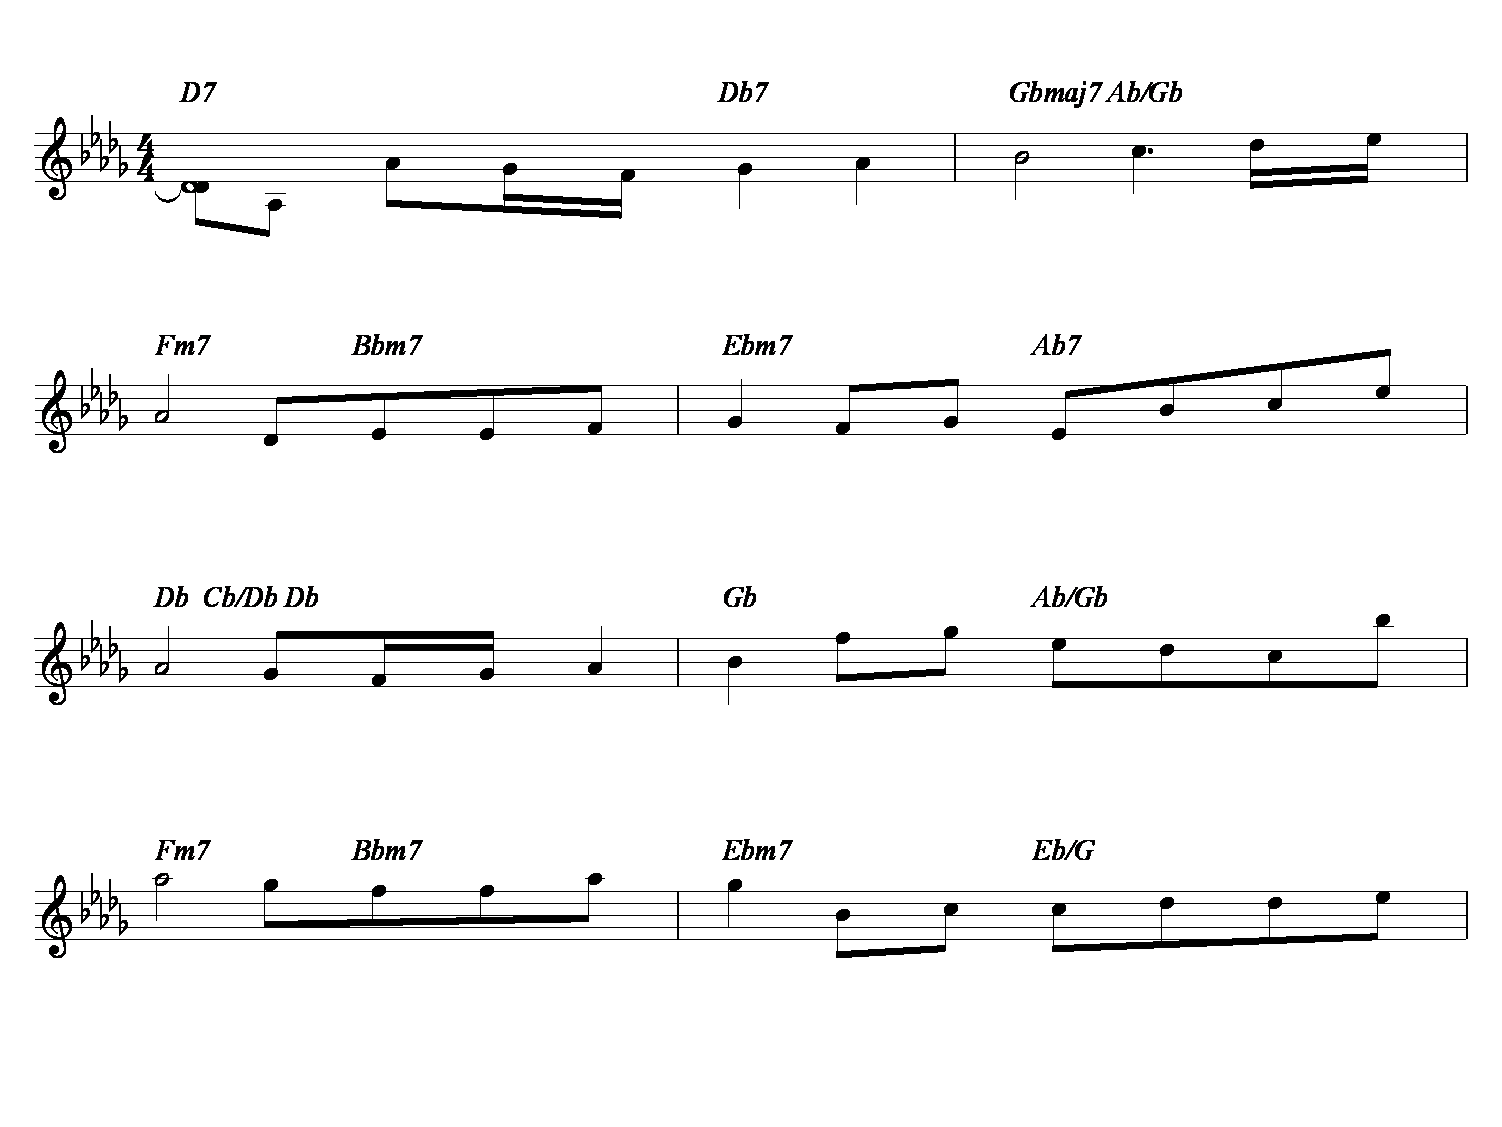 D7 Db7 Gbmaj7 Ab/Gb
4
4
Fm7 Bbm7 Ebm7 Ab7
Db Cb/Db Db Gb Ab/Gb
Fm7 Bbm7 Ebm7 Eb/G